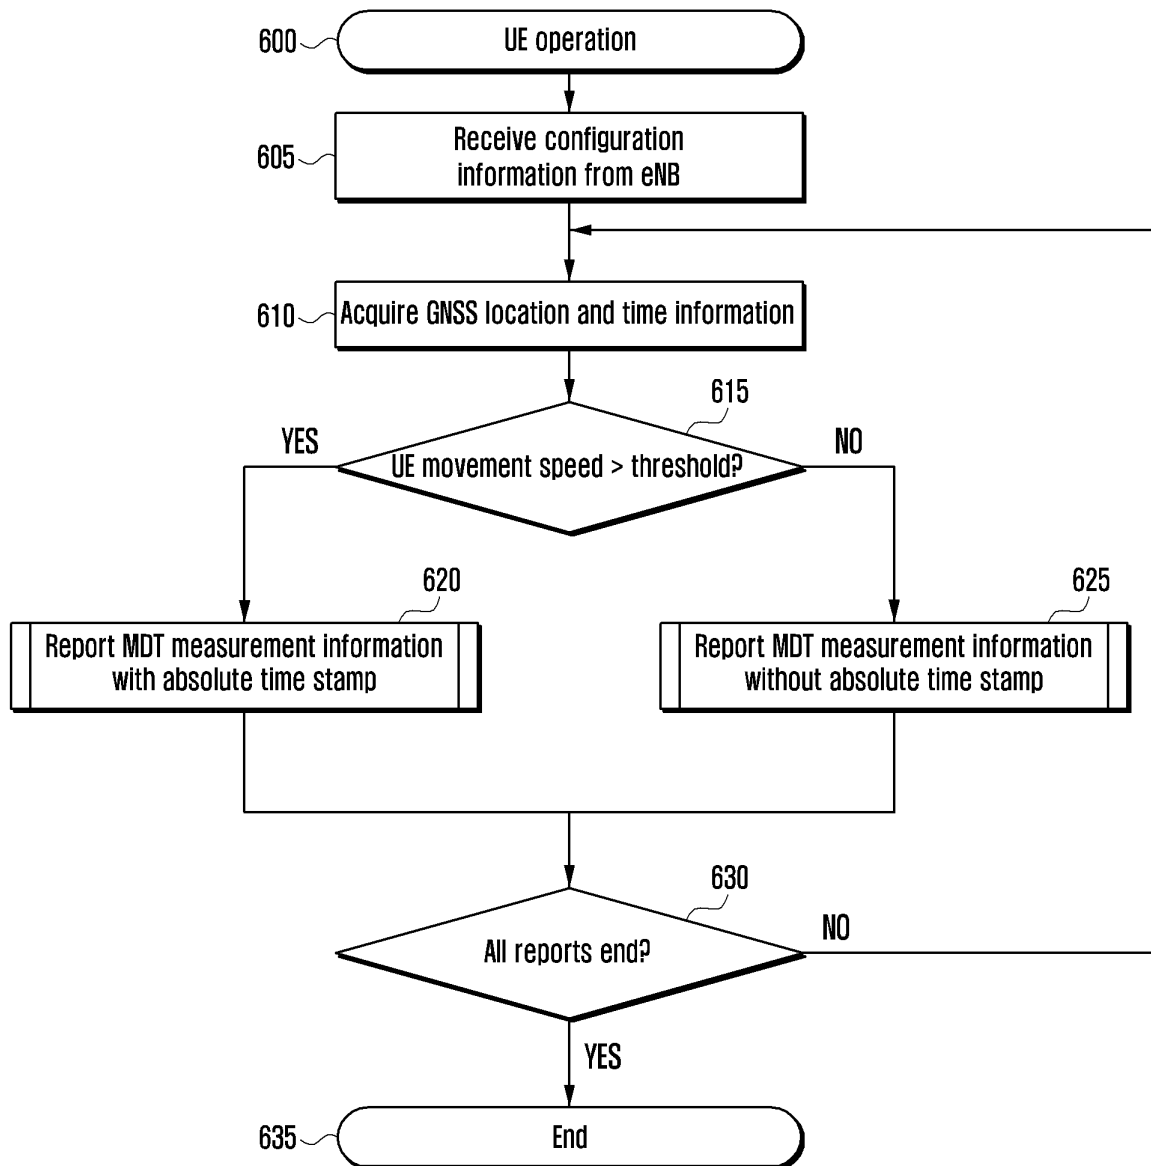 600
UE operation
605
Receive configuration
information from eNB
610
Acquire GNSS location and time information
615
YES
UE movement speed > threshold?
NO
620
Report MDT measurement information
with absolute time stamp
625
Report MDT measurement information
without absolute time stamp
630
All reports end?
NO
YES
635
End